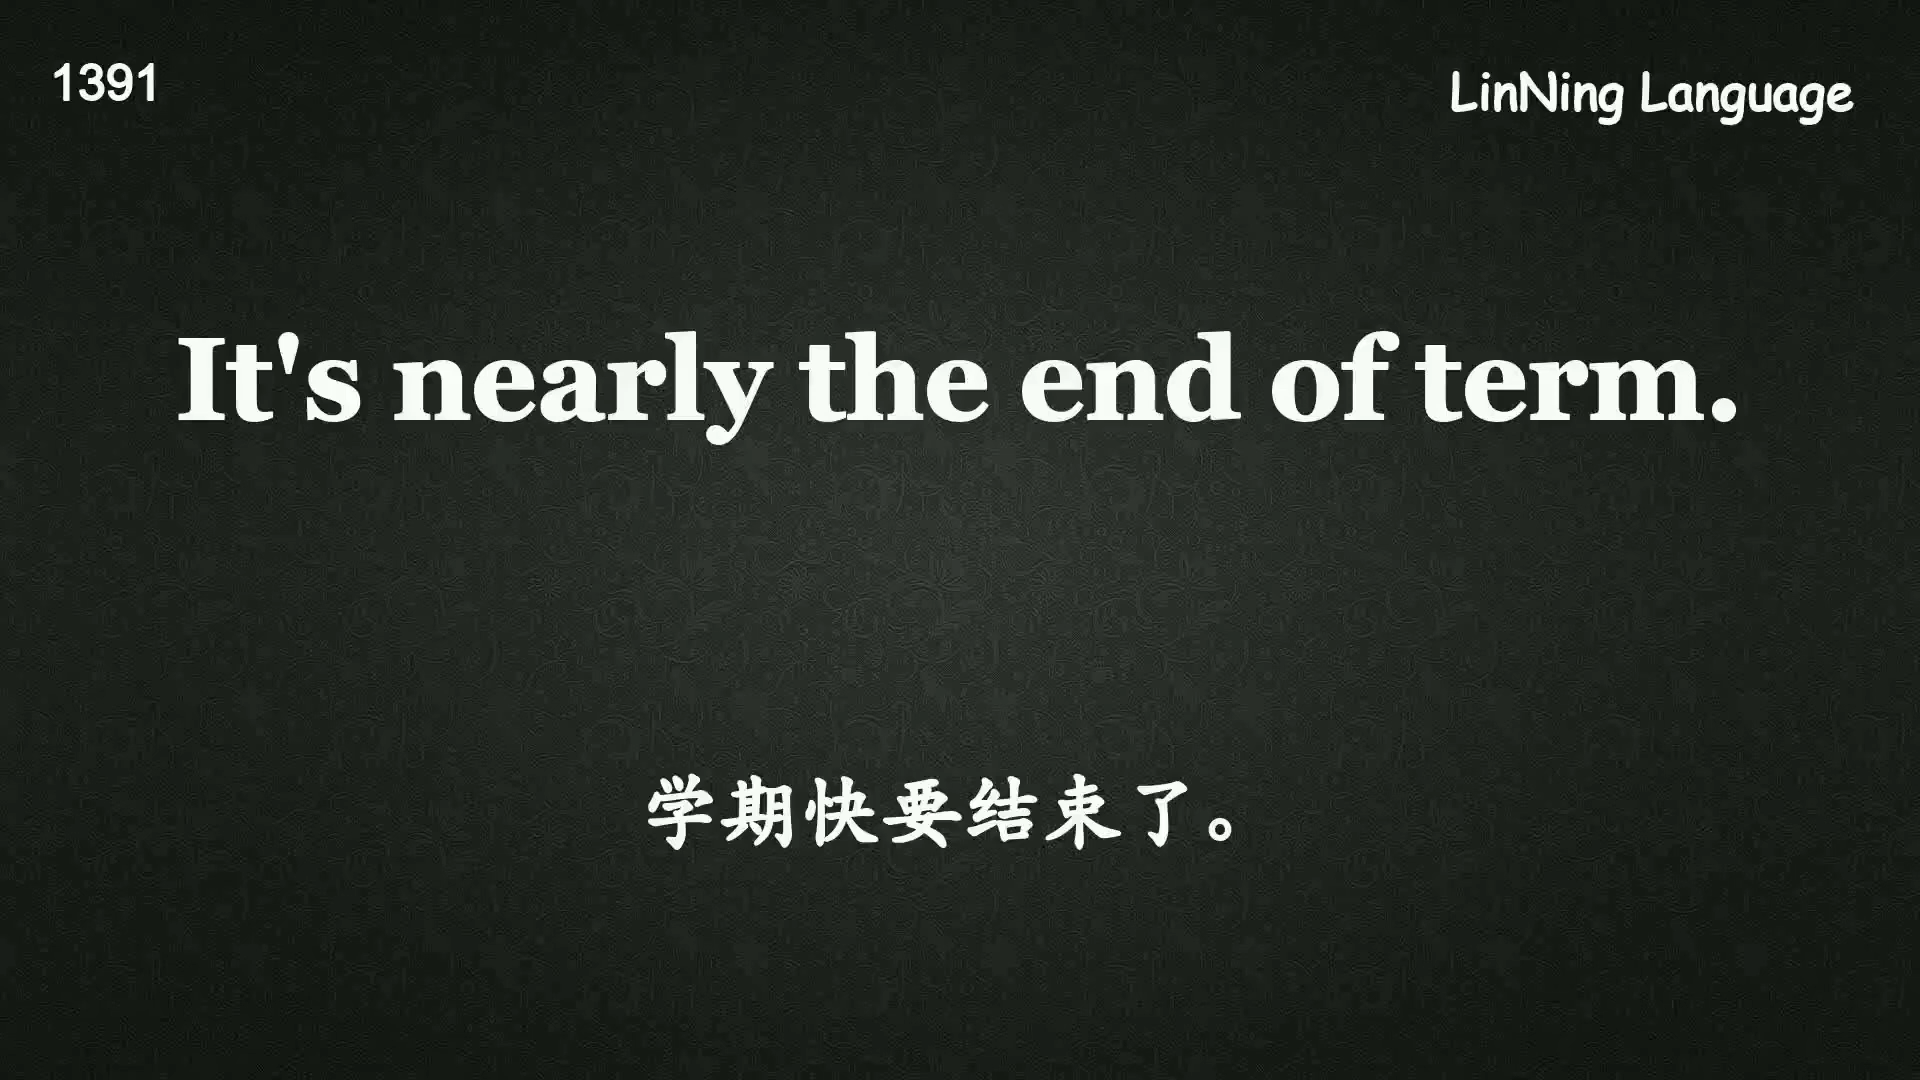 1391
LinNing Language
It's nearly the end of term.
学期快要结束了。